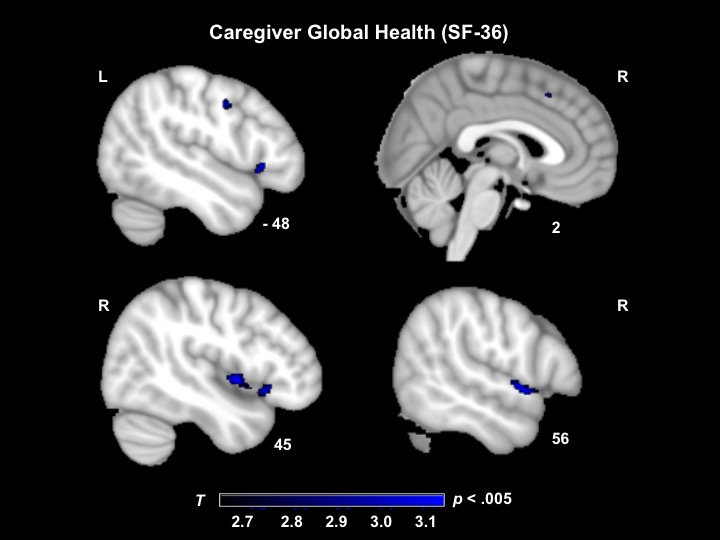 Caregiver Global Health (SF-36)
L
R
- 48
2
R
R
45
56
T
p < .005
2.7 2.8 2.9 3.0 3.1